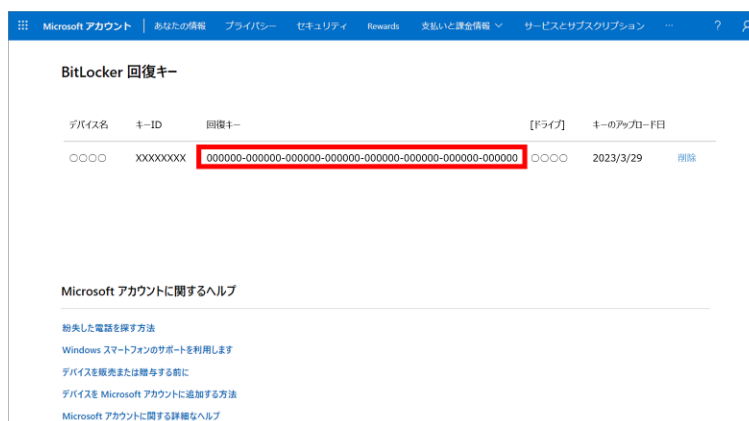 Microsoft アカウント | あなたの情報 プライバシー セキュリティ Rewards 支払いと課金情報 サービスとサブスクリプション ... ?
BitLocker 回復キー
デバイス名 キーID 回復キー [ドライブ] キーのアップロード日
○○○○ XXXXXXXX 000000-000000-000000-000000-000000-000000-000000-000000 ○○○○ 2023/3/29 削除
Microsoft アカウントに関するヘルプ
紛失した電話を探す方法
Windows スマートフォンのサポートを利用します
デバイスを販売または贈与する前に
デバイスを Microsoft アカウントに追加する方法
Microsoft アカウントに関する詳細なヘルプ